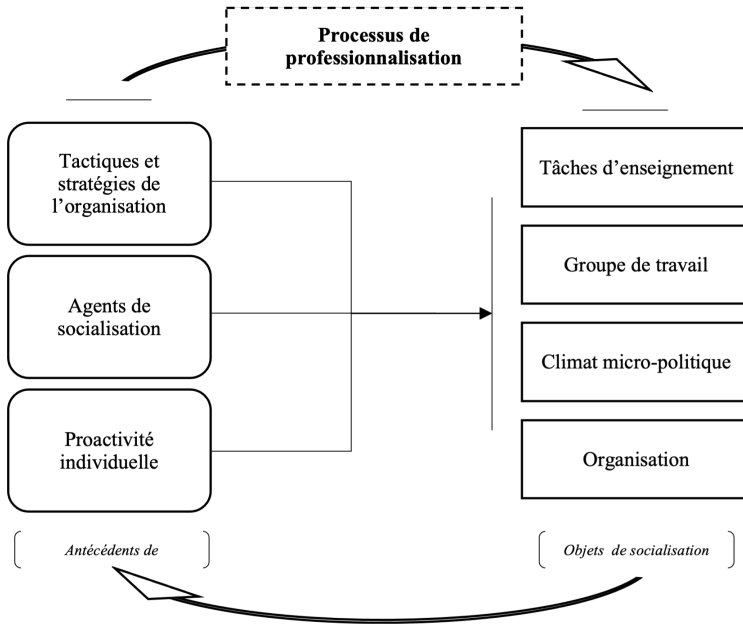 Processus de
professionnalisation
Tactiques et
stratégies de
l'organisation
Agents de
socialisation
Proactivité
individuelle
Antécédents de
Tâches d'enseignement
Groupe de travail
Climat micro-politique
Organisation
Objets de socialisation